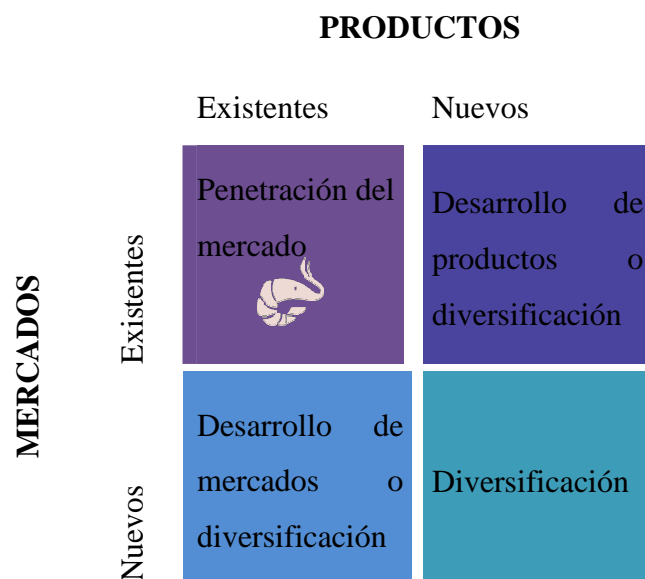 PRODUCTOS
Existentes
Nuevos
MERCADOS
Existentes
Penetración del
mercado
Desarrollo de
productos o
diversificación
Nuevos
Desarrollo de
mercados o
diversificación
Diversificación